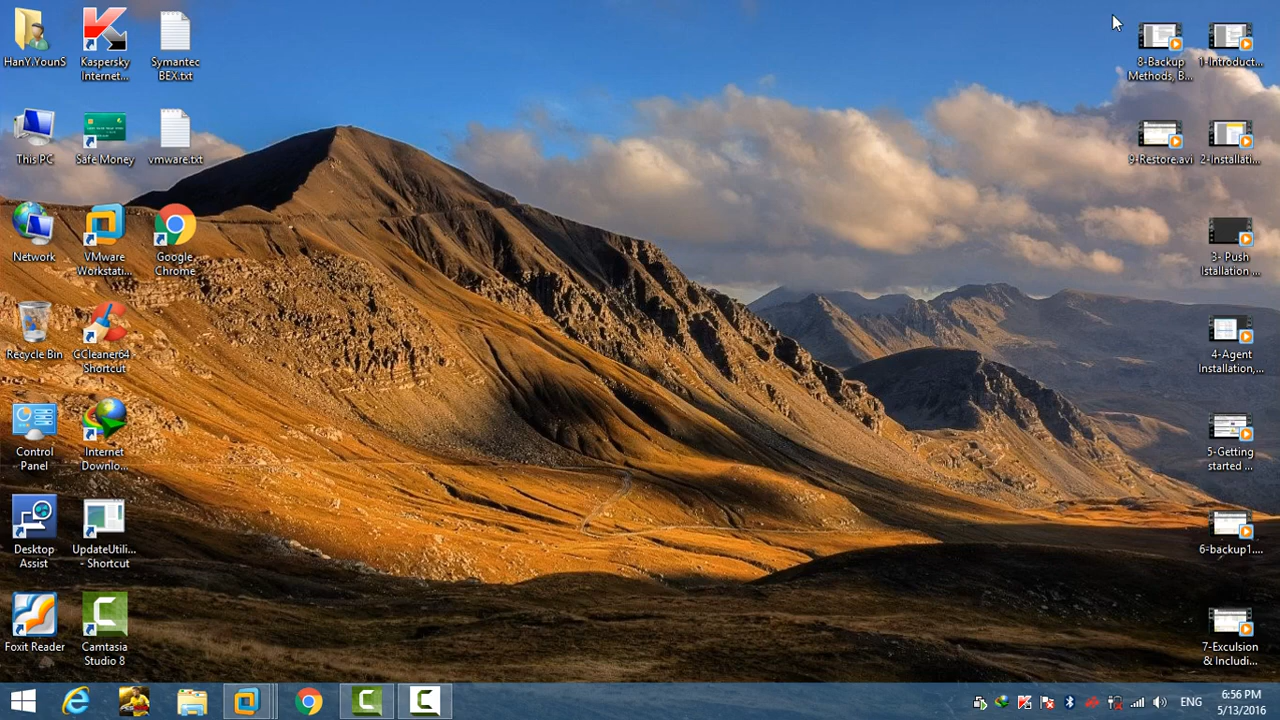 HanY.YounS
Kaspersky
Internet...
Symantec
BEX.txt
This PC
Safe Money
vmware.txt
Network
VMware
Workstati...
Google
Chrome
Recycle Bin
CCleaner64
- Shortcut
Control
Panel
Internet
Downlo...
Desktop
Assist
UpdateUtili...
- Shortcut
Foxit Reader
Camtasia
Studio 8
8-Backup
Methods, B...
1-Introduct...
9-Restore.avi
2-Installati...
3- Push
Istallation ...
4-Agent
Installation,...
5-Getting
started ...
6-backup1....
7-Exculsion
& Includi...
ENG
6:56 PM
5/13/2016